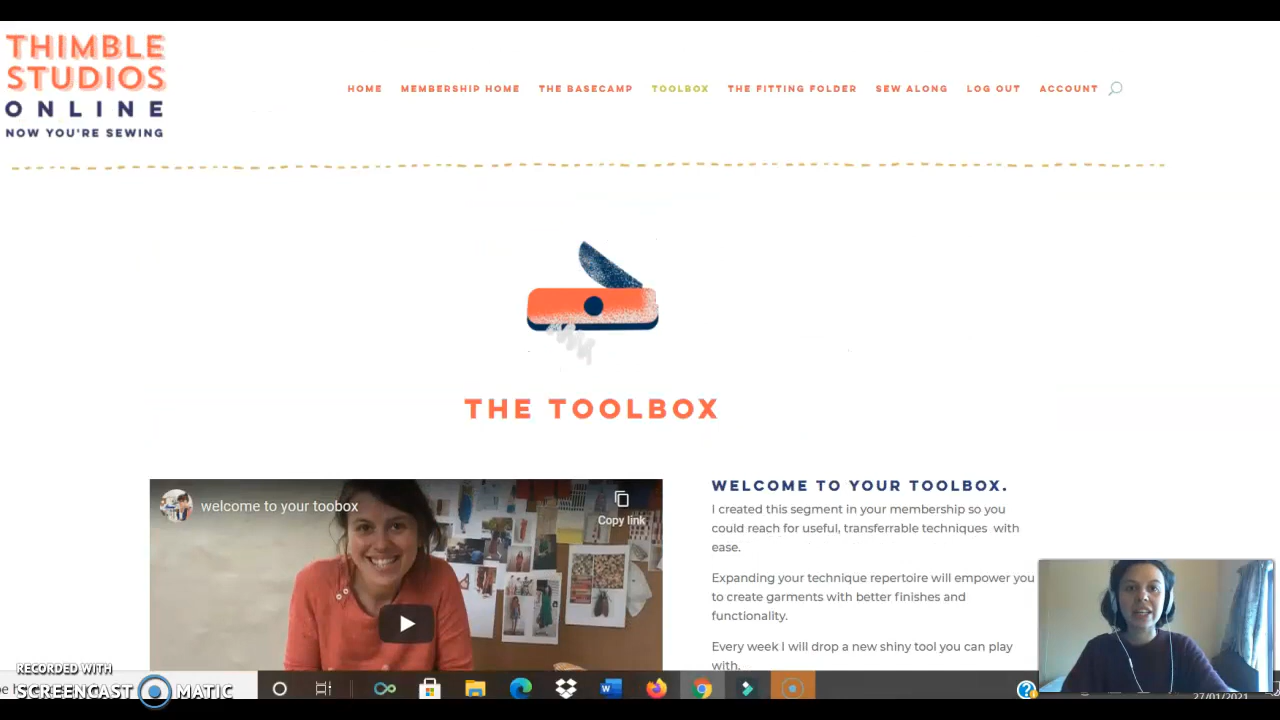 THIMBLE
STUDIOS
ONLINE
NOW YOU'RE SEWING
HOME MEMBERSHIP HOME THE BASECAMP TOOLBOX THE FITTING FOLDER SEW ALONG LOG OUT ACCOUNT
THE TOOLBOX
welcome to your toobox
Copy link
WELCOME TO YOUR TOOLBOX.
I created this segment in your membership so you
could reach for useful, transferrable techniques with
ease.
Expanding your technique repertoire will empower you
to create garments with better finishes and
functionality.
Every week I will drop a new shiny tool you can play
with.
RECORDED WITH
SCREENCAST MATIC
27/01/2021